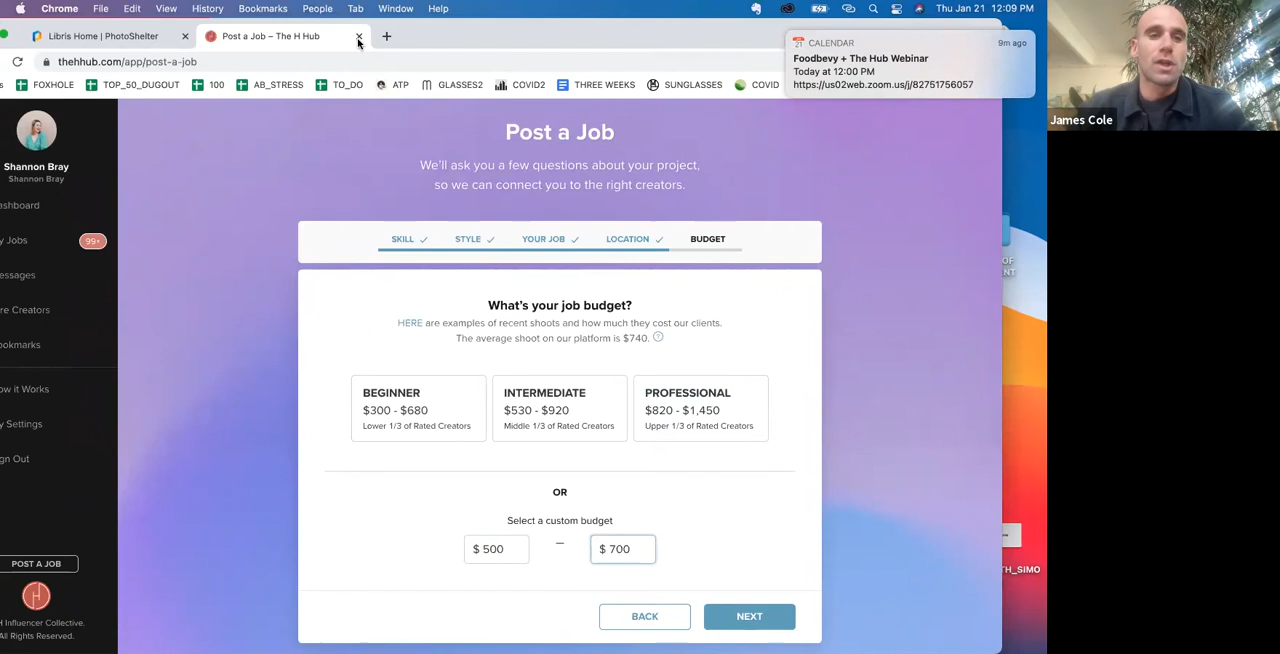 Chrome File Edit View History Bookmarks People Tab Window Help Thu Jan 21 12:09 PM
Libris Home | PhotoShelter
Post a Job – The H Hub
thehhub.com/app/post-a-job
FOXHOLE TOP_50_DUGOUT 100 AB_STRESS TO_DO ATP GLASSES2 COVID2 THREE WEEKS SUNGLASSES COVID
CALENDAR 9m ago
Foodbevy + The Hub Webinar
Today at 12:00 PM
https://us02web.zoom.us/j/82751756057
James Cole
Shannon Bray
Shannon Bray
ashboard
y Jobs 99+
essages
re Creators
okmarks
ow it Works
y Settings
gn Out
POST A JOB
H Influencer Collective.
All Rights Reserved.
Post a Job
We'll ask you a few questions about your project,
so we can connect you to the right creators.
SKILL STYLE YOUR JOB LOCATION BUDGET
What's your job budget?
HERE are examples of recent shoots and how much they cost our clients.
The average shoot on our platform is $740. ?
BEGINNER
$300 - $680
Lower 1/3 of Rated Creators
INTERMEDIATE
$530 - $920
Middle 1/3 of Rated Creators
PROFESSIONAL
$820 - $1,450
Upper 1/3 of Rated Creators
OR
Select a custom budget
$ 500 — $ 700
BACK NEXT
OF
NT
TH_SIMO